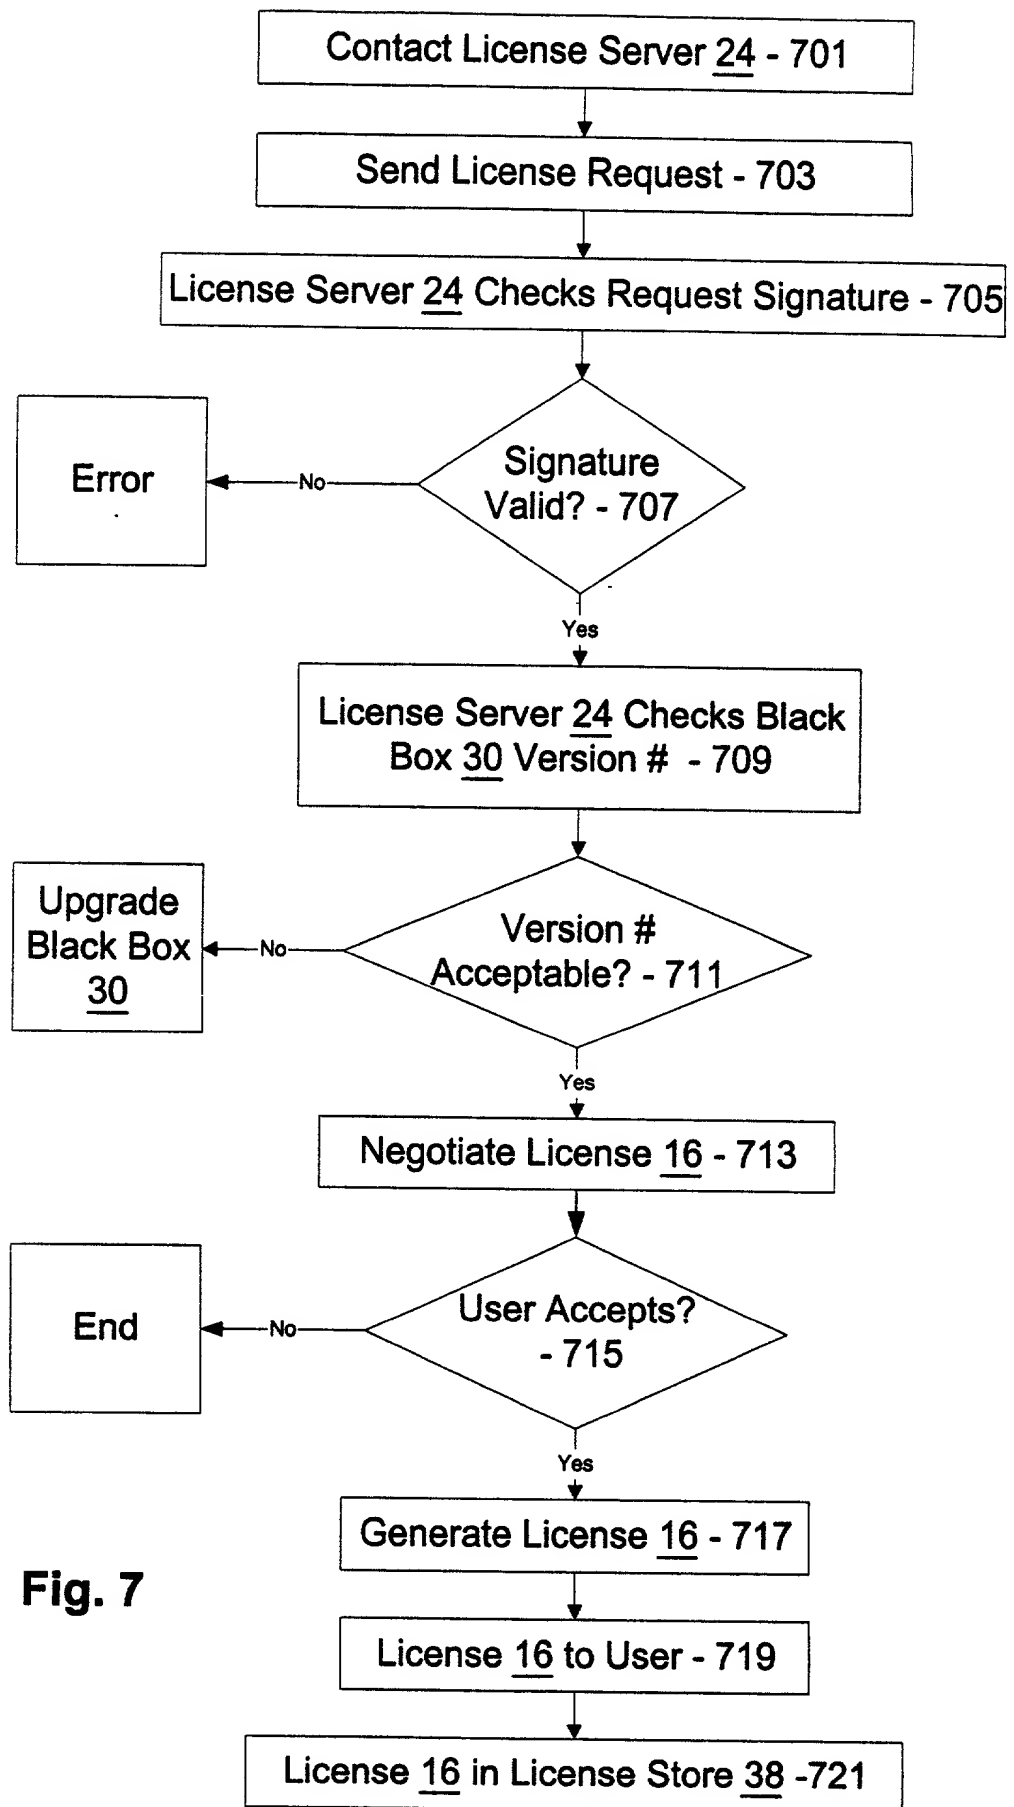 Contact License Server 24 - 701
Send License Request - 703
License Server 24 Checks Request Signature - 705
Signature
Valid? - 707
No
Error
Yes
License Server 24 Checks Black
Box 30 Version # - 709
Version #
Acceptable? - 711
No
Upgrade
Black Box
30
Yes
Negotiate License 16 - 713
User Accepts?
- 715
No
End
Yes
Generate License 16 - 717
Fig. 7
License 16 to User - 719
License 16 in License Store 38 -721